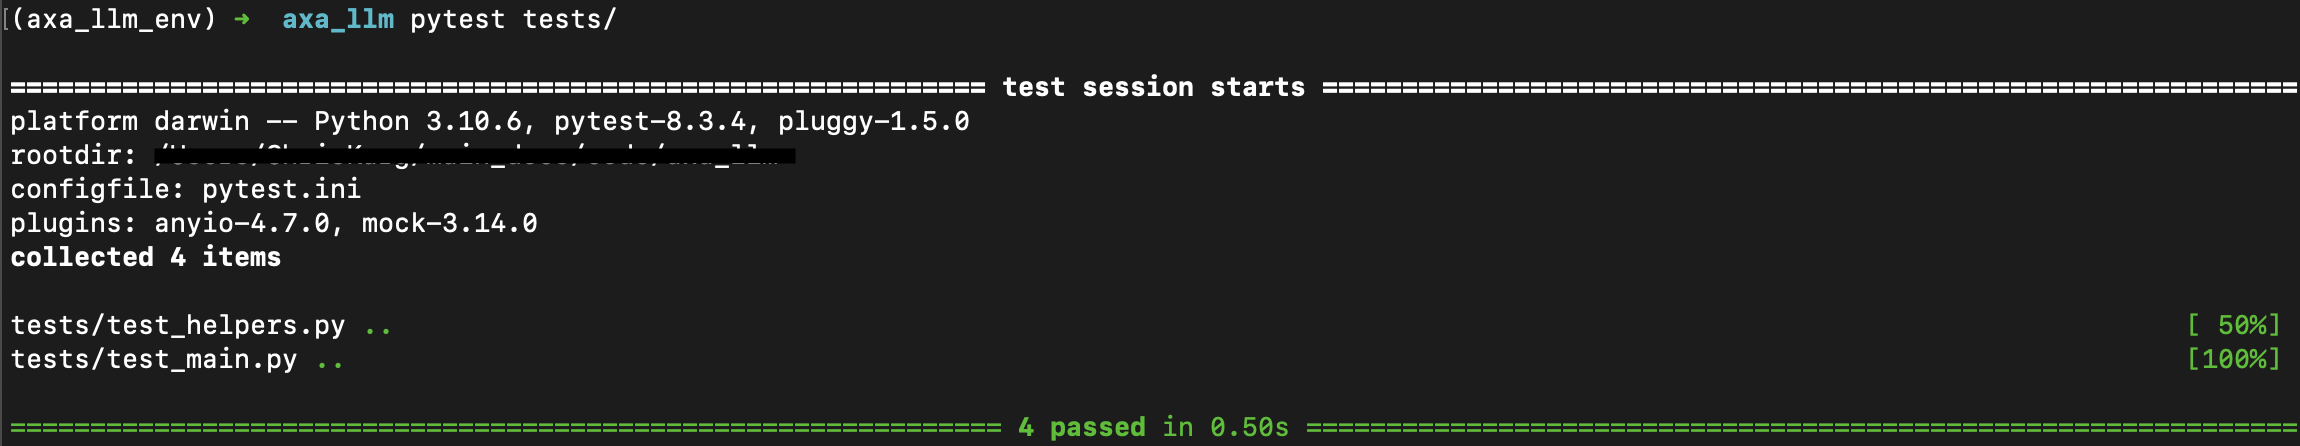 (axa_llm_env) ➜  axa_llm pytest tests/
============================================================= test session starts =============================================================
platform darwin -- Python 3.10.6, pytest-8.3.4, pluggy-1.5.0
rootdir:
configfile: pytest.ini
plugins: anyio-4.7.0, mock-3.14.0
collected 4 items
tests/test_helpers.py .. [ 50%]
tests/test_main.py .. [100%]
============================================================== 4 passed in 0.50s ==============================================================